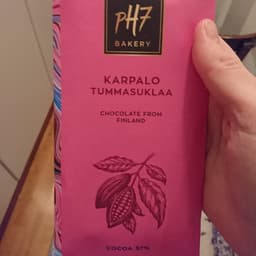 pH7
BAKERY
KARPALO
TUMMASUKLAA
CHOCOLATE FROM
FINLAND
COCOA 57%